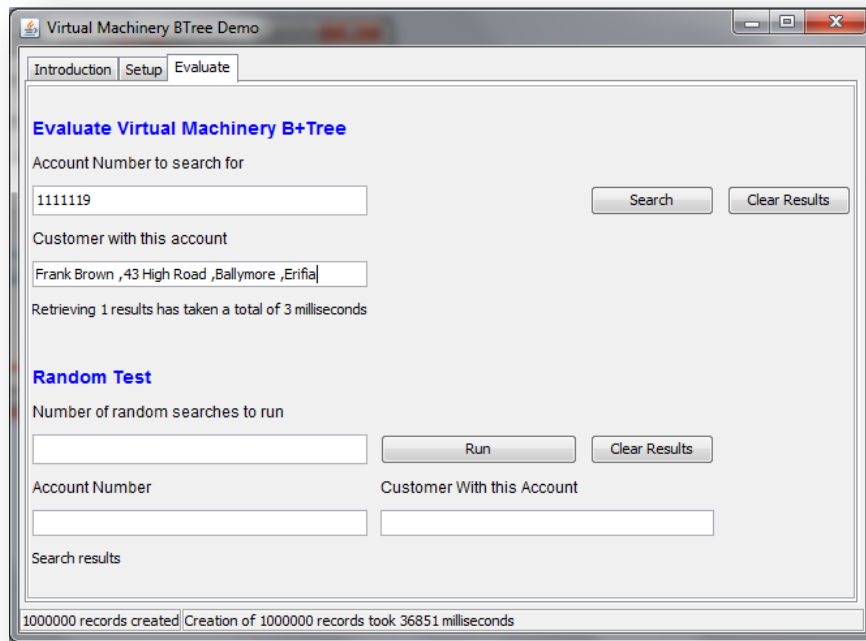 Virtual Machinery BTree Demo
Introduction Setup Evaluate
Evaluate Virtual Machinery B+Tree
Account Number to search for
1111119 Search Clear Results
Customer with this account
Frank Brown ,43 High Road ,Ballymore ,Erifia
Retrieving 1 results has taken a total of 3 milliseconds
Random Test
Number of random searches to run
Run Clear Results
Account Number Customer With this Account
Search results
1000000 records created Creation of 1000000 records took 36851 milliseconds